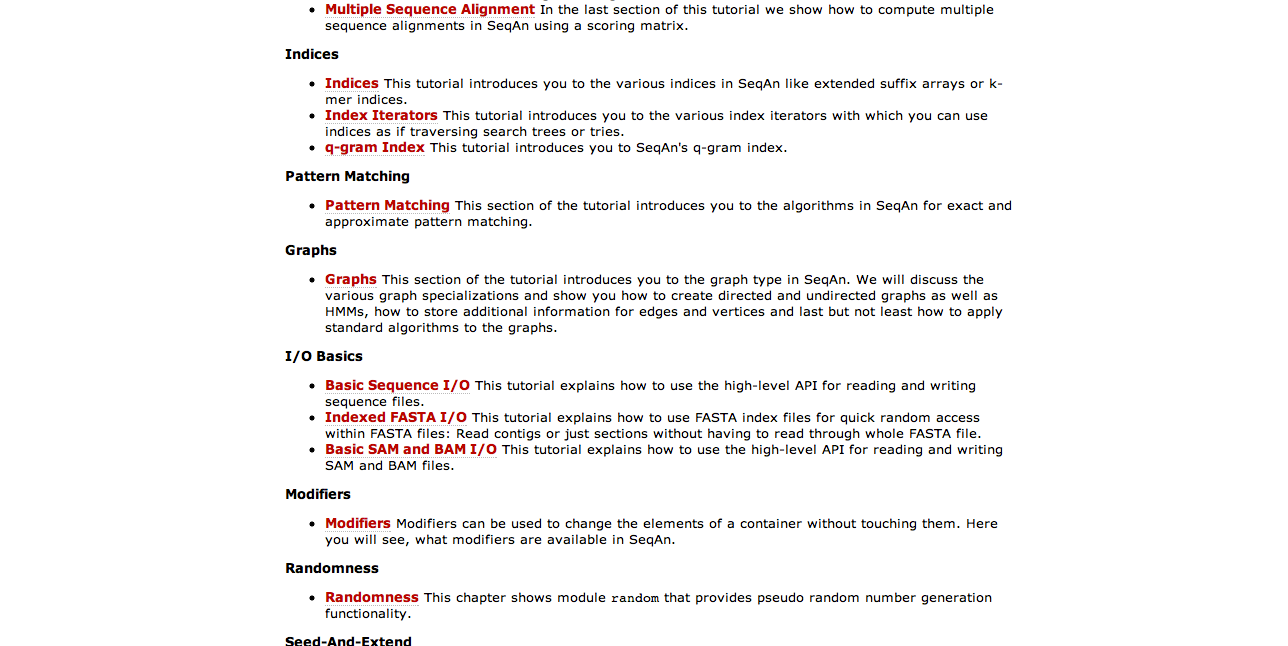 Multiple Sequence Alignment In the last section of this tutorial we show how to compute multiple
sequence alignments in SeqAn using a scoring matrix.
Indices
Indices This tutorial introduces you to the various indices in SeqAn like extended suffix arrays or k-
mer indices.
Index Iterators This tutorial introduces you to the various index iterators with which you can use
indices as if traversing search trees or tries.
q-gram Index This tutorial introduces you to SeqAn's q-gram index.
Pattern Matching
Pattern Matching This section of the tutorial introduces you to the algorithms in SeqAn for exact and
approximate pattern matching.
Graphs
Graphs This section of the tutorial introduces you to the graph type in SeqAn. We will discuss the
various graph specializations and show you how to create directed and undirected graphs as well as
HMMs, how to store additional information for edges and vertices and last but not least how to apply
standard algorithms to the graphs.
I/O Basics
Basic Sequence I/O This tutorial explains how to use the high-level API for reading and writing
sequence files.
Indexed FASTA I/O This tutorial explains how to use FASTA index files for quick random access
within FASTA files: Read contigs or just sections without having to read through whole FASTA file.
Basic SAM and BAM I/O This tutorial explains how to use the high-level API for reading and writing
SAM and BAM files.
Modifiers
Modifiers Modifiers can be used to change the elements of a container without touching them. Here
you will see, what modifiers are available in SeqAn.
Randomness
Randomness This chapter shows module random that provides pseudo random number generation
functionality.
Seed-And-Extend